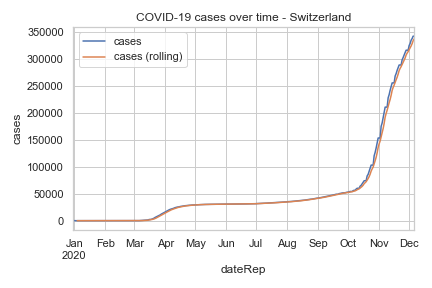 COVID-19 cases over time - Switzerland
350000
300000
250000
200000
150000
100000
50000
0
cases
cases
cases (rolling)
Jan Feb Mar Apr May Jun Jul Aug Sep Oct Nov Dec
2020
dateRep